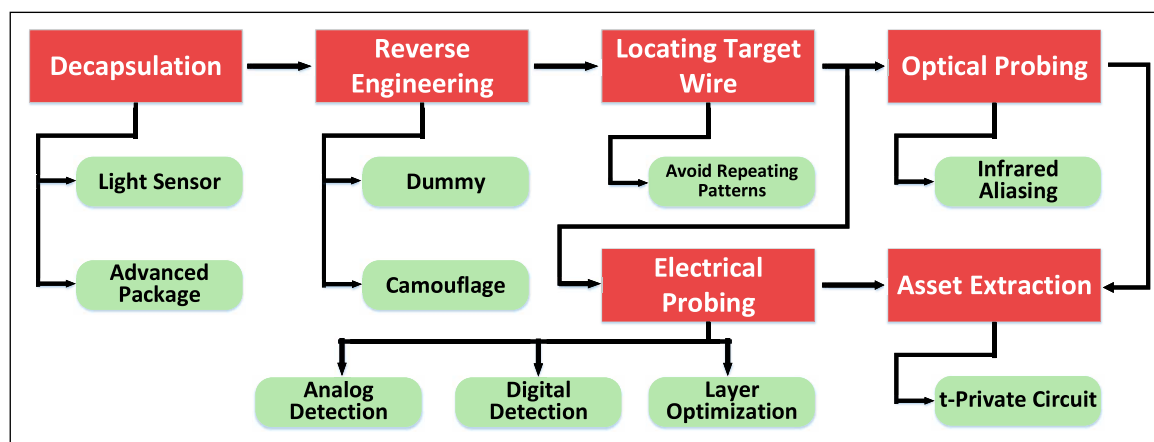 Decapsulation
Reverse
Engineering
Locating Target
Wire
Optical Probing
Light Sensor
Dummy
Avoid Repeating
Patterns
Infrared
Aliasing
Advanced
Package
Camouflage
Electrical
Probing
Asset Extraction
Analog
Detection
Digital
Detection
Layer
Optimization
t-Private Circuit